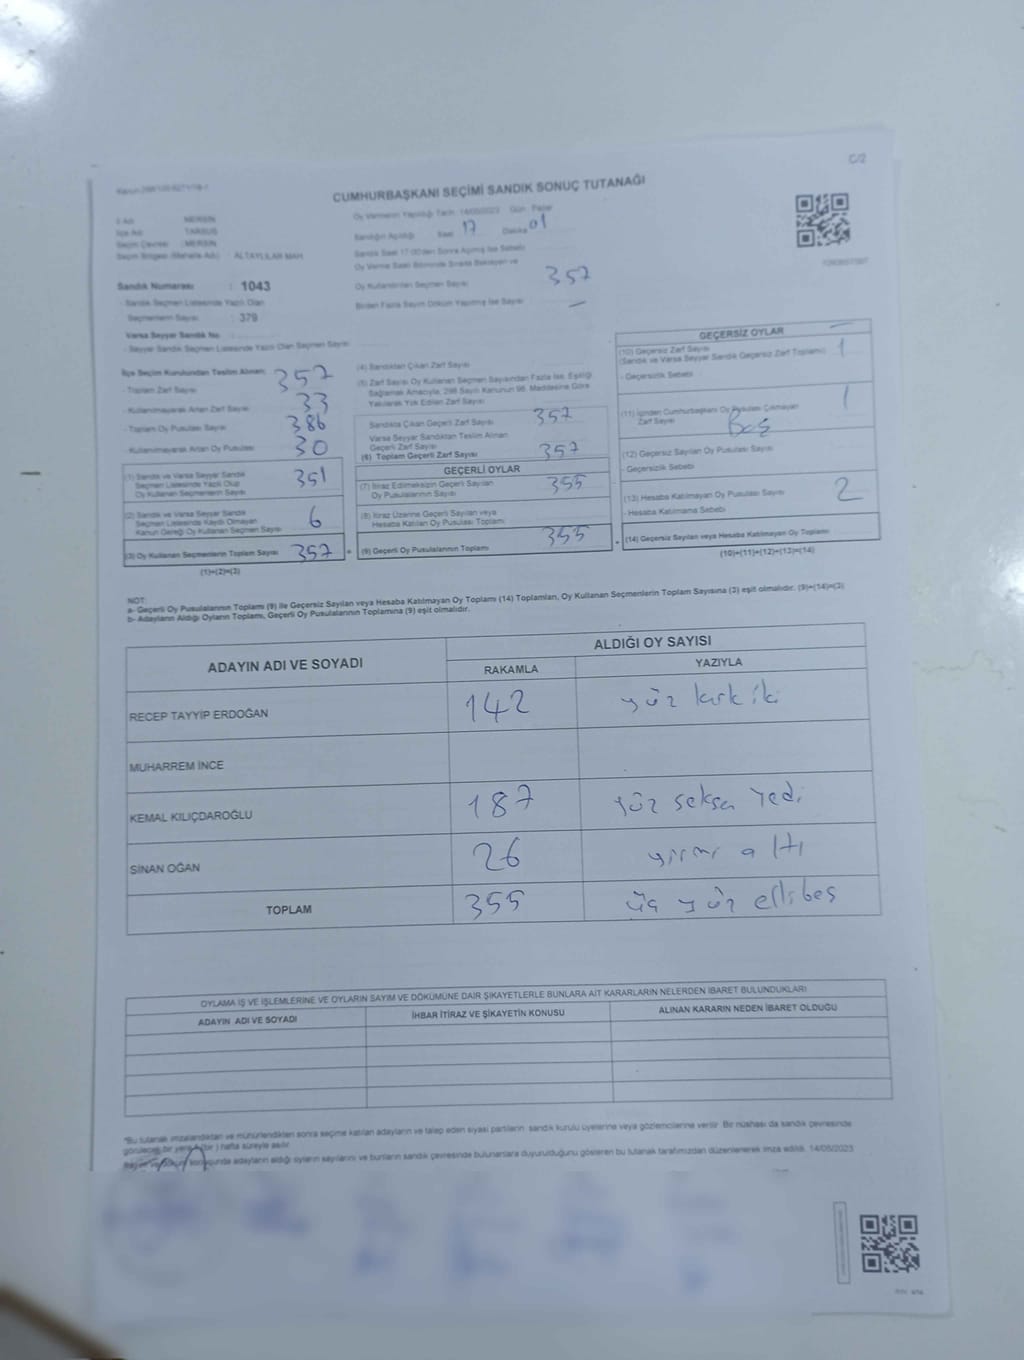 C/2
CUMHURBAŞKANI SEÇİMİ SANDIK SONUÇ TUTANAĞI
İl Adı : MERSİN
İlçe Adı : TARSUS
Seçim Çevresi : MERSİN
Seçim Bölgesi (Mahalle Adı) : ALTAYLILAR MAH.
Sandık Numarası : 1043
- Sandık Seçmen Listesinde Yazılı Olan
Seçmenlerin Sayısı : 379
Varsa Seyyar Sandık No :
- Seyyar Sandık Seçmen Listesinde Yazılı Olan Seçmen Sayısı
Oy Vermenin Yapıldığı Tarih: 14/05/2023 Gün : Pazar
Sandığın Açıldığı Saat 17 Dakika 01
Sandık Saat 17:00'den Sonra Açılmış İse Sebebi
Oy Verme Saati Bitiminde Sırada Bekleyen ve
Oy Kullandırılan Seçmen Sayısı 357
Birden Fazla Sayım Döküm Yapılmış İse Sayısı —
İlçe Seçim Kurulundan Teslim Alınan
- Toplam Zarf Sayısı 357
- Kullanılmayarak Artan Zarf Sayısı 33
- Toplam Oy Pusulası Sayısı 386
- Kullanılmayarak Artan Oy Pusulası 30
(1) Sandık ve Varsa Seyyar Sandık
Seçmen Listesinde Yazılı Olup
Oy Kullanan Seçmenlerin Sayısı 351
(2) Sandık ve Varsa Seyyar Sandık
Seçmen Listesinde Kaydı Olmayan
Kanun Gereği Oy Kullanan Seçmen Sayısı 6
(3) Oy Kullanan Seçmenlerin Toplam Sayısı 357
(1)+(2)=(3)
(4) Sandıktan Çıkan Zarf Sayısı
(5) Zarf Sayısı Oy Kullanan Seçmen Sayısından Fazla İse, Eşitliği
Sağlamak Amacıyla, 298 Sayılı Kanunun 98. Maddesine Göre
Yakılarak Yok Edilen Zarf Sayısı
Sandıkta Çıkan Geçerli Zarf Sayısı 357
Varsa Seyyar Sandıktan Teslim Alınan
Geçerli Zarf Sayısı
(6) Toplam Geçerli Zarf Sayısı 357
GEÇERLİ OYLAR
(7) İtiraz Edilmeksizin Geçerli Sayılan
Oy Pusulalarının Sayısı 355
(8) İtiraz Üzerine Geçerli Sayılan veya
Hesaba Katılan Oy Pusulası Toplamı
(9) Geçerli Oy Pusulalarının Toplamı 355
GEÇERSİZ OYLAR
(10) Geçersiz Zarf Sayısı
(Sandık ve Varsa Seyyar Sandık Geçersiz Zarf Toplamı) 1
- Geçersizlik Sebebi
(11) İçinden Cumhurbaşkanı Oy Pusulası Çıkmayan
Zarf Sayısı Boş 1
(12) Geçersiz Sayılan Oy Pusulası Sayısı
- Geçersizlik Sebebi
(13) Hesaba Katılmayan Oy Pusulası Sayısı 2
- Hesaba Katılmama Sebebi
(14) Geçersiz Sayılan veya Hesaba Katılmayan Oy Toplamı
(10)+(11)+(12)+(13)=(14)
NOT:
a- Geçerli Oy Pusulalarının Toplamı (9) ile Geçersiz Sayılan veya Hesaba Katılmayan Oy Toplamı (14) Toplamları, Oy Kullanan Seçmenlerin Toplam Sayısına (3) eşit olmalıdır. (9)+(14)=(3)
b- Adayların Aldığı Oyların Toplamı, Geçerli Oy Pusulalarının Toplamına (9) eşit olmalıdır.
ADAYIN ADI VE SOYADI ALDIĞI OY SAYISI
RAKAMLA YAZIYLA
RECEP TAYYİP ERDOĞAN 142 yüz kırk iki
MUHARREM İNCE
KEMAL KILIÇDAROĞLU 187 yüz seksen Yedi
SİNAN OĞAN 26 yirmi altı
TOPLAM 355 üç yüz ellibeş
OYLAMA İŞ VE İŞLEMLERİNE VE OYLARIN SAYIM VE DÖKÜMÜNE DAİR ŞİKAYETLERLE BUNLARA AİT KARARLARIN NELERDEN İBARET BULUNDUKLARI
ADAYIN ADI VE SOYADI İHBAR İTİRAZ VE ŞİKAYETİN KONUSU ALINAN KARARIN NEDEN İBARET OLDUĞU
*Bu tutanak imzalandıktan ve mühürlendikten sonra seçime katılan adayların ve talep eden siyasi partilerin sandık kurulu üyelerine veya gözlemcilerine verilir. Bir nüshası da sandık çevresinde
görülecek bir yere 1 (bir) hafta süreyle asılır.
sonucunda adayların aldığı oyların sayılarını ve bunların sandık çevresinde bulunanlara duyurulduğunu gösteren bu tutanak tarafımızdan düzenlenerek imza edildi. 14/05/2023